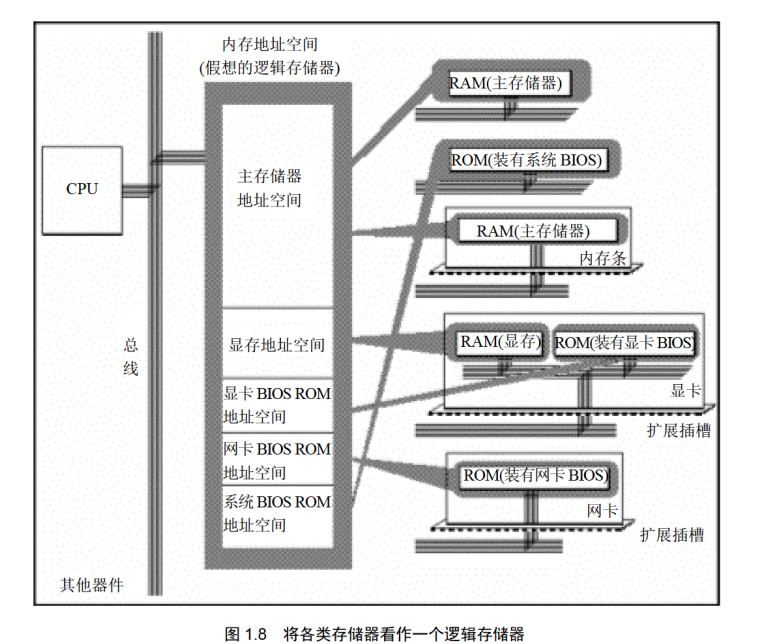 内存地址空间
(假想的逻辑存储器)
CPU
总
线
其他器件
主存储器
地址空间
显存地址空间
显卡 BIOS ROM
地址空间
网卡 BIOS ROM
地址空间
系统 BIOS ROM
地址空间
RAM(主存储器)
ROM(装有系统 BIOS)
RAM(主存储器)
内存条
RAM(显存)
ROM(装有显卡 BIOS)
显卡
扩展插槽
ROM(装有网卡 BIOS)
网卡
扩展插槽
图 1.8 将各类存储器看作一个逻辑存储器